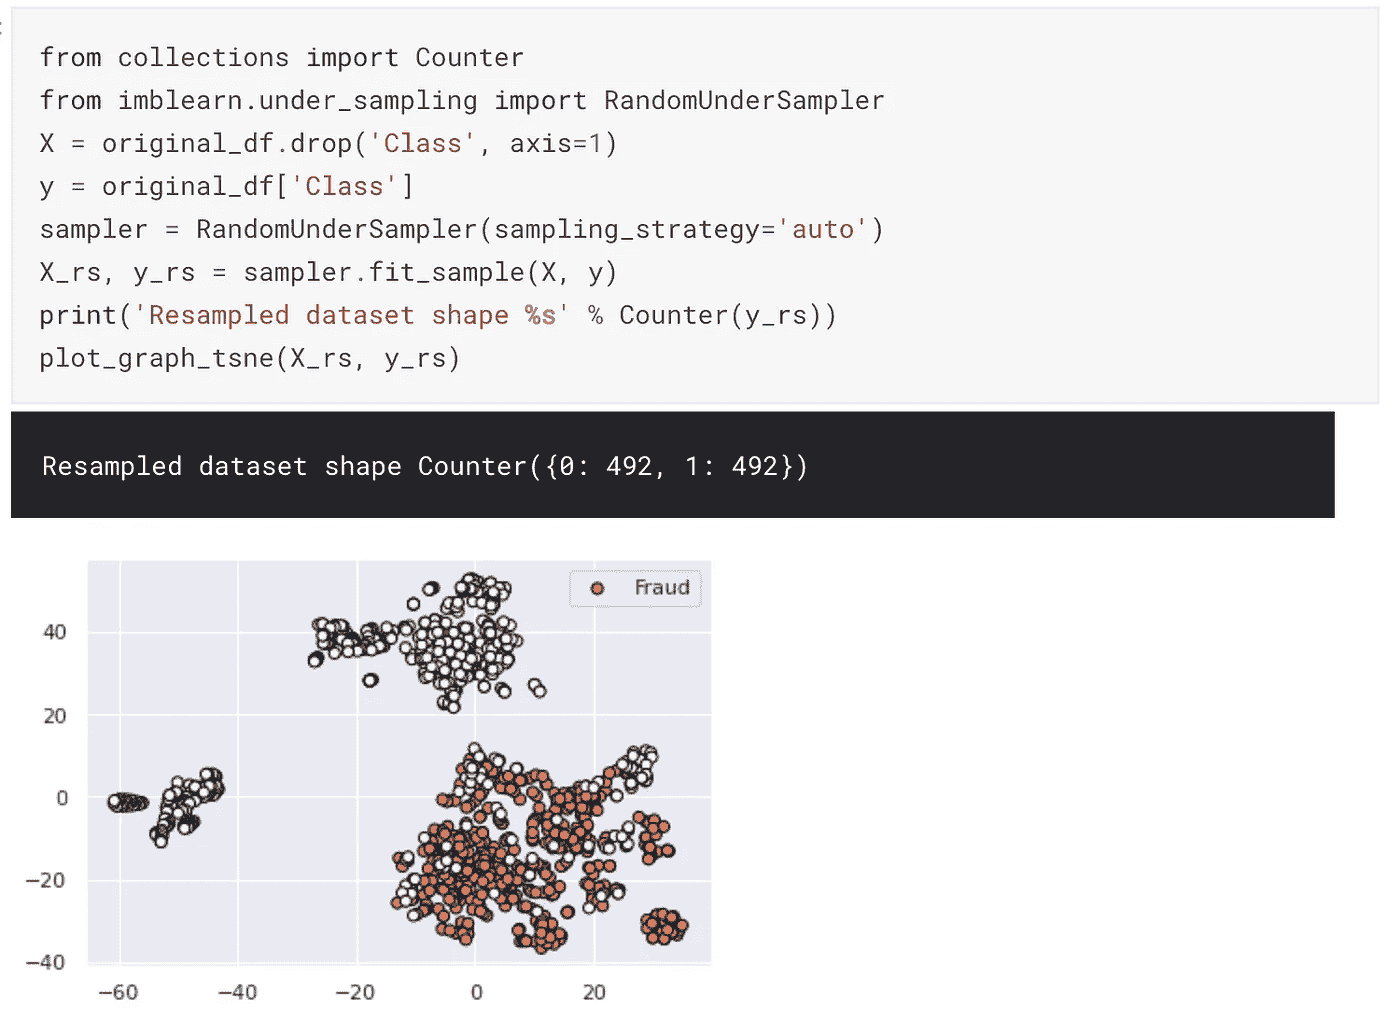 from collections import Counter
from imblearn.under_sampling import RandomUnderSampler
X = original_df.drop('Class', axis=1)
y = original_df['Class']
sampler = RandomUnderSampler(sampling_strategy='auto')
X_rs, y_rs = sampler.fit_sample(X, y)
print('Resampled dataset shape %s' % Counter(y_rs))
plot_graph_tsne(X_rs, y_rs)
Resampled dataset shape Counter({0: 492, 1: 492})
Fraud
40
20
0
−20
−40
−60 −40 −20 0 20